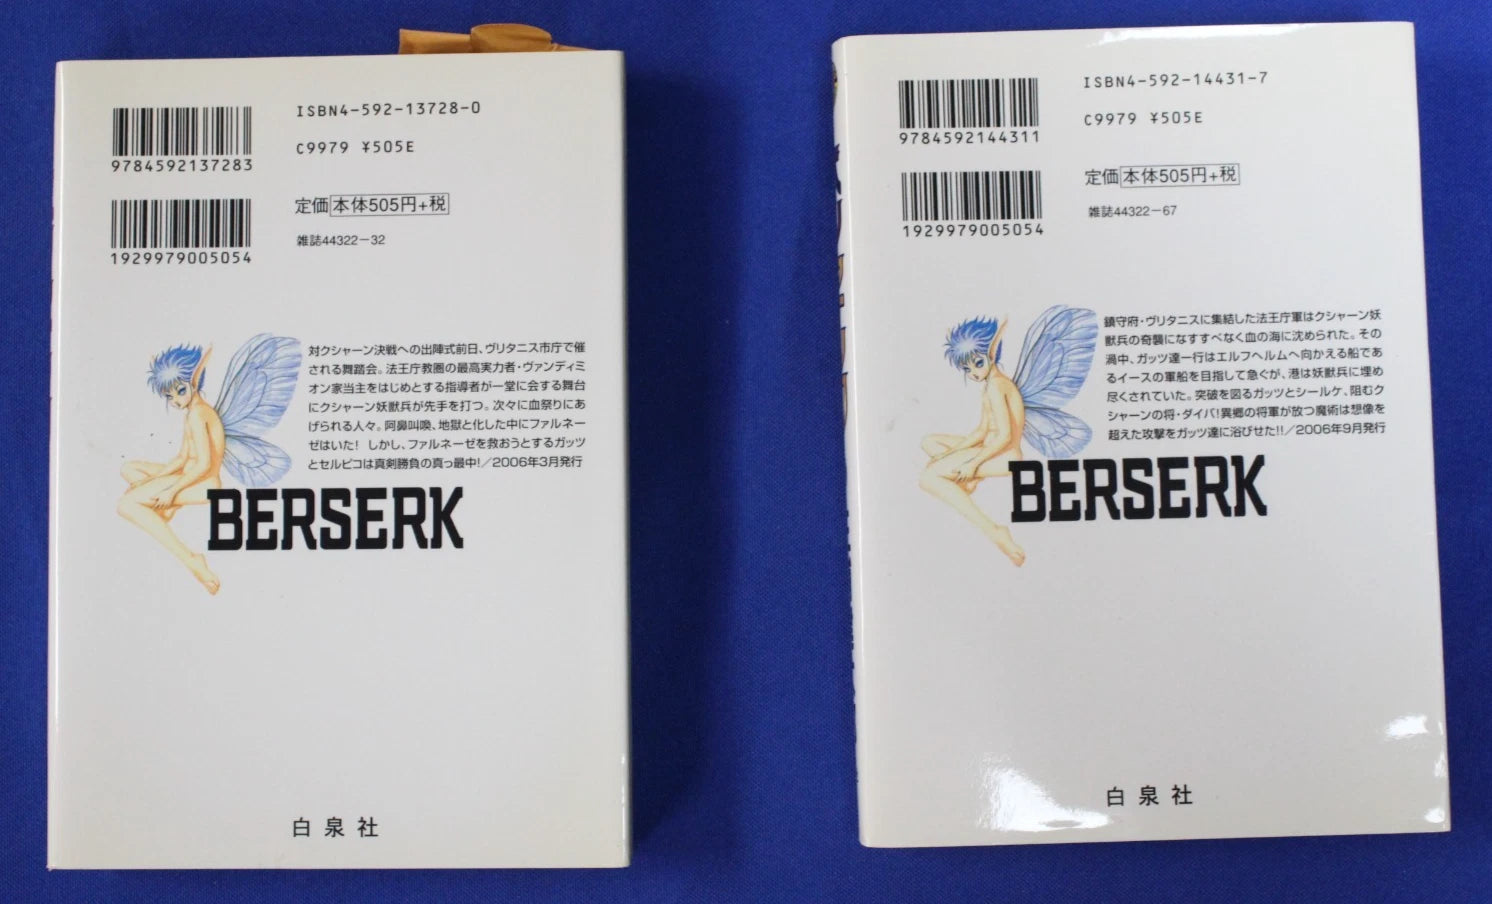 ISBN4-592-13728-0
9784592137283
C9979 ¥505E
定価 本体505円+税
雑誌44322-32
1929979005054
対クシャーン決戦への出陣式前日、ヴリタニス市庁で催
される舞踏会。法王庁教圏の最高実力者・ヴァンディミ
オン家当主をはじめとする指導者が一堂に会する舞台
にクシャーン妖獣兵が先手を打つ。次々に血祭りにあ
げられる人々。阿鼻叫喚、地獄と化した中にファルネー
ゼはいた! しかし、ファルネーゼを救おうとするガッツ
とセルピコは真剣勝負の真っ最中!/2006年3月発行
BERSERK
白泉社
ISBN4-592-14431-7
9784592144311
C9979 ¥505E
定価 本体505円+税
雑誌44322-67
1929979005054
鎮守府・ヴリタニスに集結した法王庁軍はクシャーン妖
獣兵の奇襲になすすべなく血の海に沈められた。その
渦中、ガッツ達一行はエルフヘルムへ向かえる船であ
るイースの軍船を目指して急ぐが、港は妖獣兵に埋め
尽くされていた。突破を図るガッツとシールケ、阻むク
シャーンの将・ダイバ!異郷の将軍が放つ魔術は想像を
超えた攻撃をガッツ達に浴びせた!!/2006年9月発行
BERSERK
白泉社